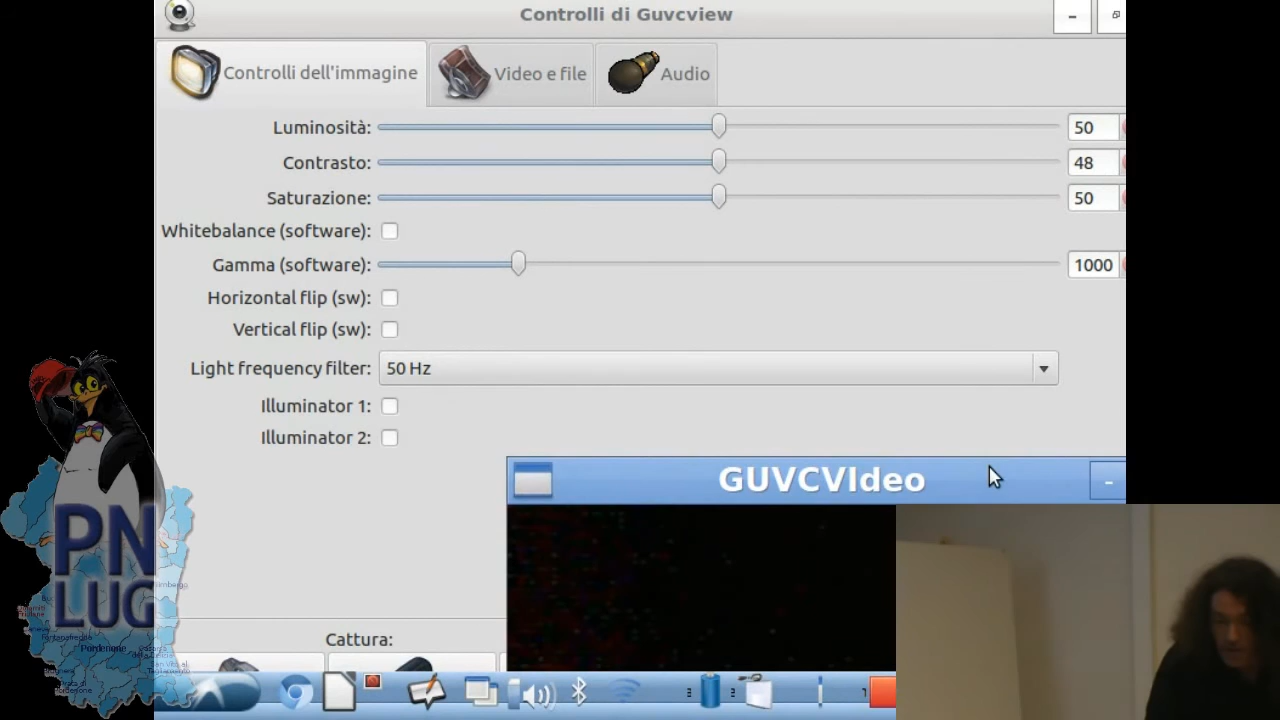 Controlli di Guvcview
Controlli dell'immagine
Video e file
Audio
Luminosità:
50
Contrasto:
48
Saturazione:
50
Whitebalance (software):
Gamma (software):
1000
Horizontal flip (sw):
Vertical flip (sw):
Light frequency filter:
50 Hz
Illuminator 1:
Illuminator 2:
GUVCVIdeo
Cattura:
PN
LUG
Pordenone